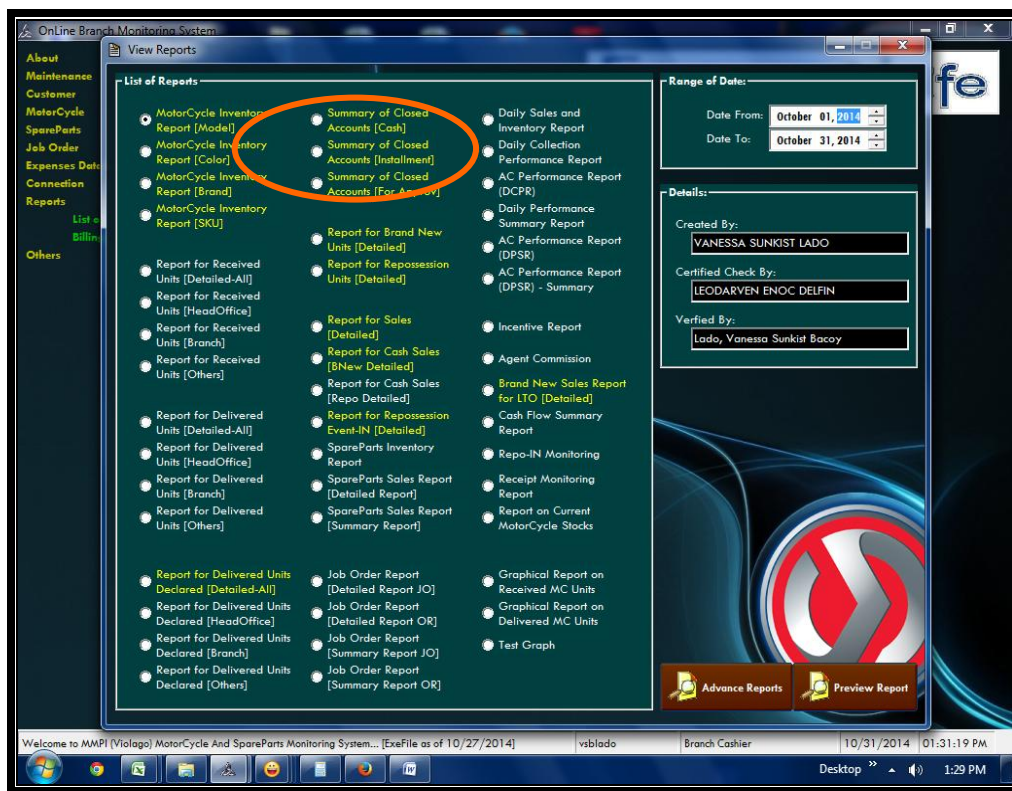 OnLine Branch Monitoring System
View Reports
About
Maintenance
Customer
MotorCycle
SpareParts
Job Order
Expenses Data
Connection
Reports
List o
Billin
Others
fe
List of Reports
MotorCycle Inventory
Report [Model]
MotorCycle Inventory
Report [Color]
MotorCycle Inventory
Report [Brand]
MotorCycle Inventory
Report [SKU]
Report for Received
Units [Detailed-All]
Report for Received
Units [HeadOffice]
Report for Received
Units [Branch]
Report for Received
Units [Others]
Report for Delivered
Units [Detailed-All]
Report for Delivered
Units [HeadOffice]
Report for Delivered
Units [Branch]
Report for Delivered
Units [Others]
Report for Delivered Units
Declared [Detailed-All]
Report for Delivered Units
Declared [HeadOffice]
Report for Delivered Units
Declared [Branch]
Report for Delivered Units
Declared [Others]
Summary of Closed
Accounts [Cash]
Summary of Closed
Accounts [Installment]
Summary of Closed
Accounts [For Approv]
Report for Brand New
Units [Detailed]
Report for Repossession
Units [Detailed]
Report for Sales
[Detailed]
Report for Cash Sales
[BNew Detailed]
Report for Cash Sales
[Repo Detailed]
Report for Repossession
Event-IN [Detailed]
SpareParts Inventory
Report
SpareParts Sales Report
[Detailed Report]
SpareParts Sales Report
[Summary Report]
Job Order Report
[Detailed Report JO]
Job Order Report
[Detailed Report OR]
Job Order Report
[Summary Report JO]
Job Order Report
[Summary Report OR]
Daily Sales and
Inventory Report
Daily Collection
Performance Report
AC Performance Report
(DCPR)
Daily Performance
Summary Report
AC Performance Report
(DPSR)
AC Performance Report
(DPSR) - Summary
Incentive Report
Agent Commission
Brand New Sales Report
for LTO [Detailed]
Cash Flow Summary
Report
Repo-IN Monitoring
Receipt Monitoring
Report
Report on Current
MotorCycle Stocks
Graphical Report on
Received MC Units
Graphical Report on
Delivered MC Units
Test Graph
Range of Date:
Date From: October 01, 2014
Date To: October 31, 2014
Details:
Created By:
VANESSA SUNKIST LADO
Certified Check By:
LEODARVEN ENOC DELFIN
Verfied By:
Lado, Vanessa Sunkist Bacoy
Advance Reports
Preview Report
Welcome to MMPI (Violago) MotorCycle And SpareParts Monitoring System... [ExeFile as of 10/27/2014] vsblado Branch Cashier 10/31/2014 01:31:19 PM
Desktop » 1:29 PM